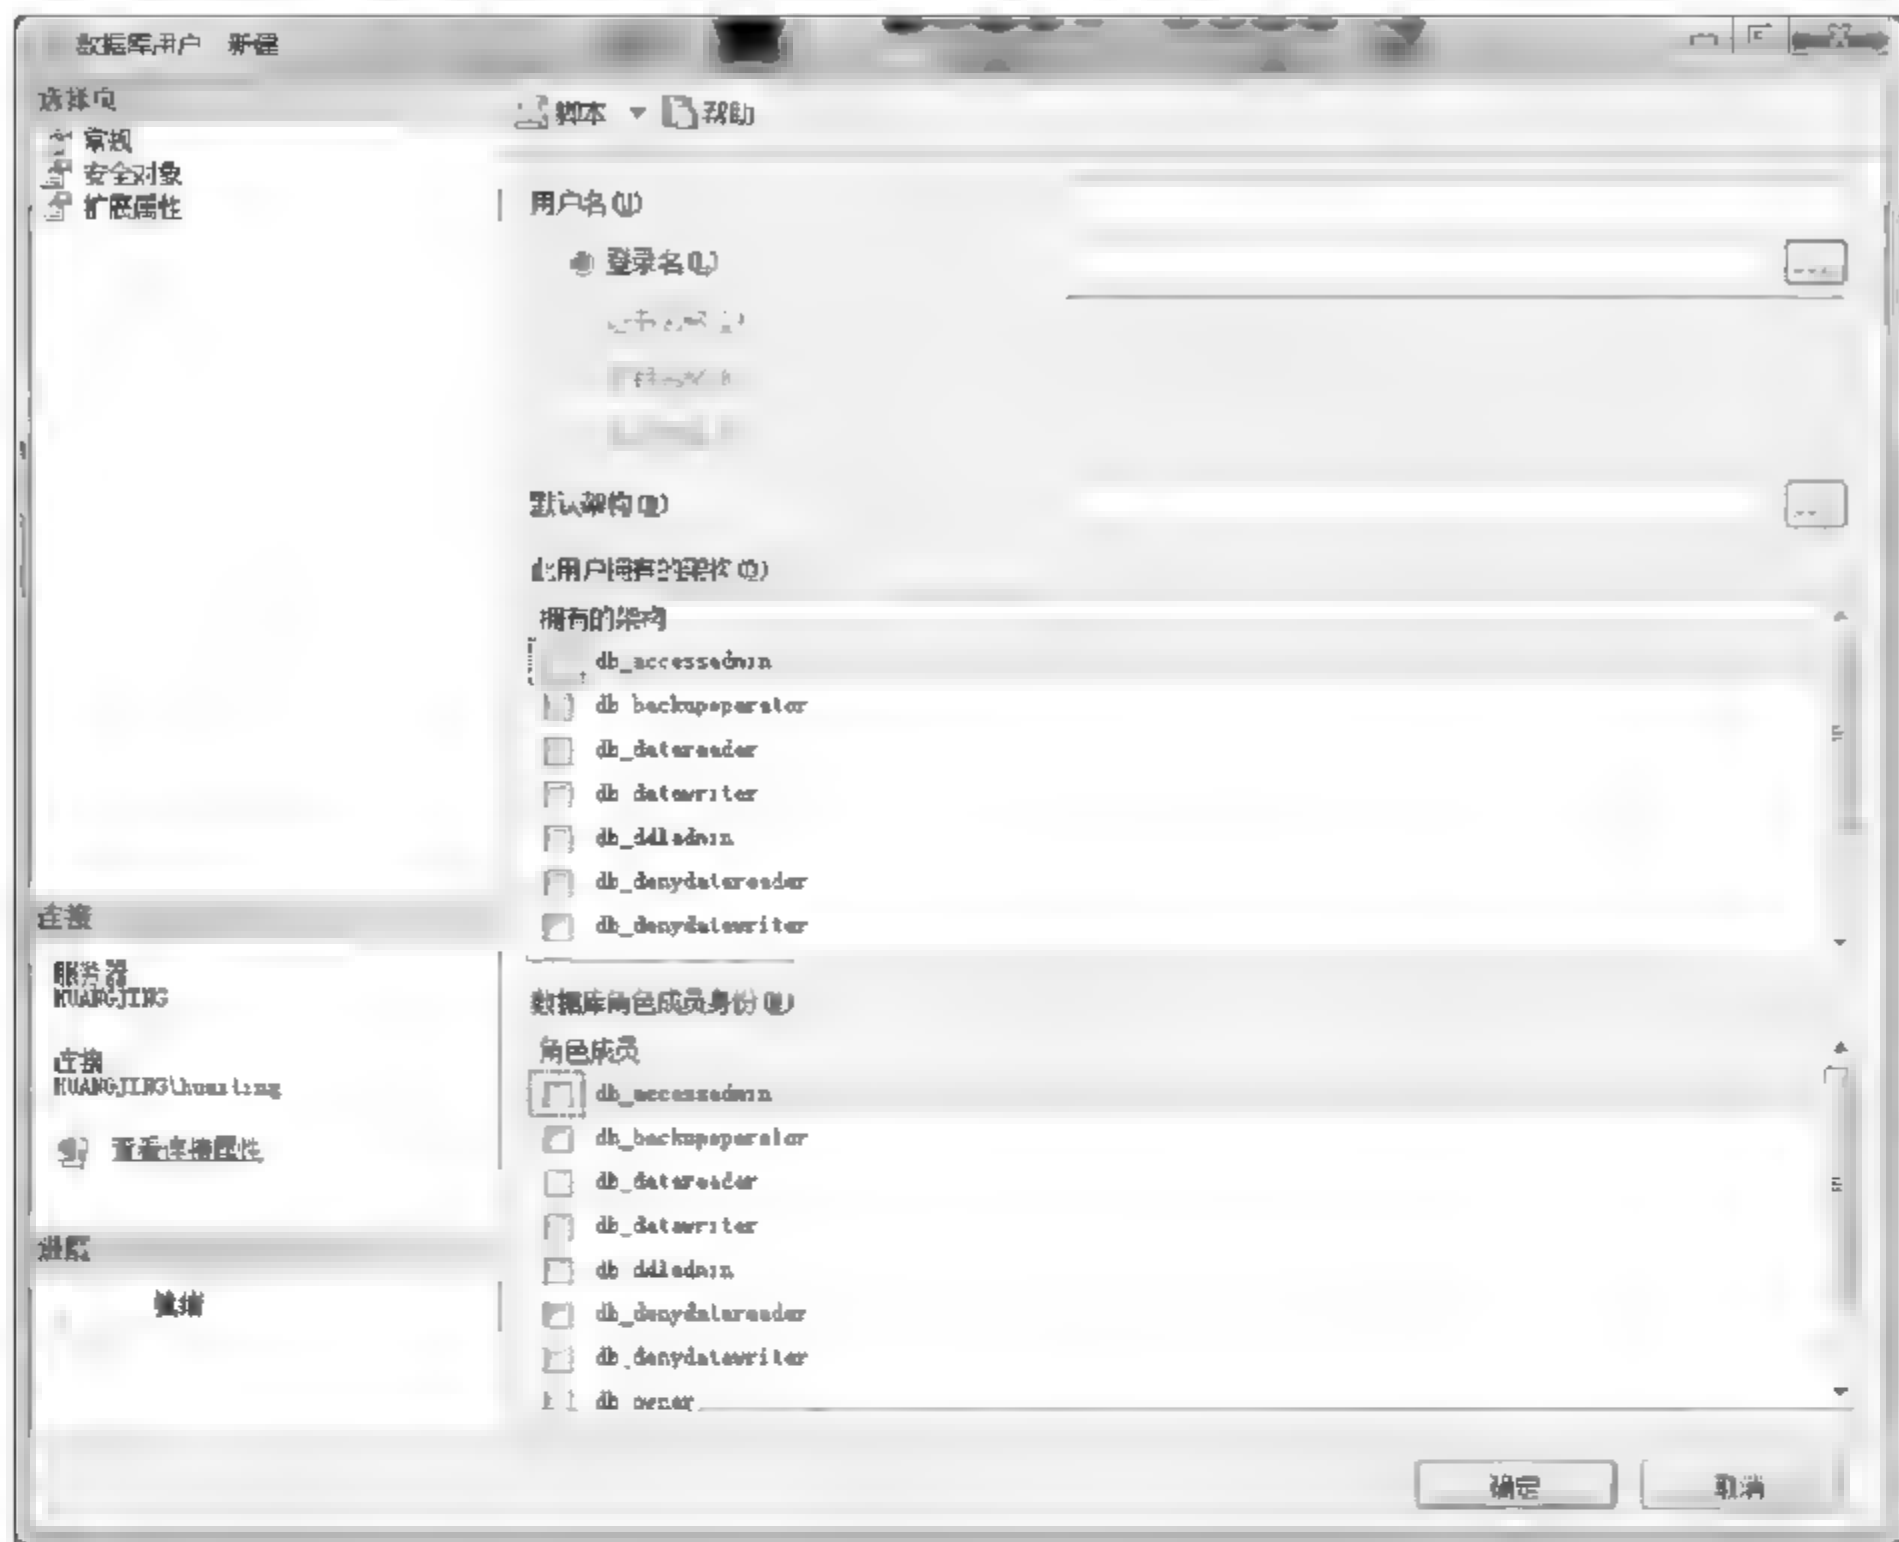 数据库用户 新建
选择页
常规
安全对象
扩展属性
脚本 帮助
用户名(U)
登录名(L)
默认架构(D)
此用户拥有的架构(O)
拥有的架构
db_accessadmin
db_backupoperator
db_datareader
db_datawriter
db_ddladmin
db_denydatareader
db_denydatawriter
数据库角色成员身份(M)
角色成员
db_accessadmin
db_backupoperator
db_datareader
db_datawriter
db_ddladmin
db_denydatareader
db_denydatawriter
db_owner
连接
服务器
HUANGJING
连接
查看连接属性
进度
就绪
确定 取消